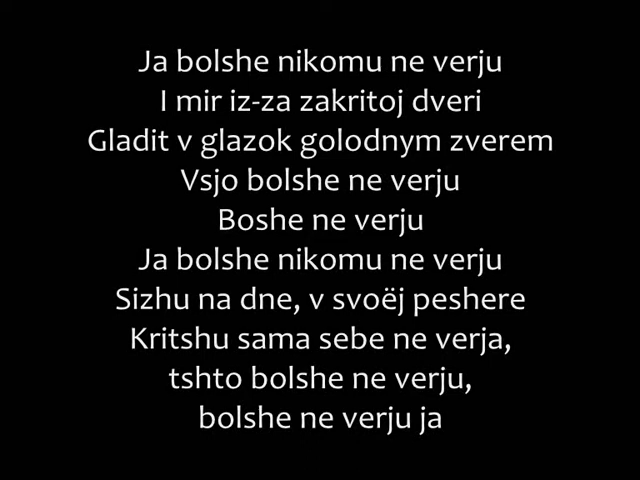 Ja bolshe nikomu ne verju
I mir iz-za zakritoj dveri
Gladit v glazok golodnym zverem
Vsjo bolshe ne verju
Boshe ne verju
Ja bolshe nikomu ne verju
Sizhu na dne, v svoëj peshere
Kritshu sama sebe ne verja,
tshto bolshe ne verju,
bolshe ne verju ja